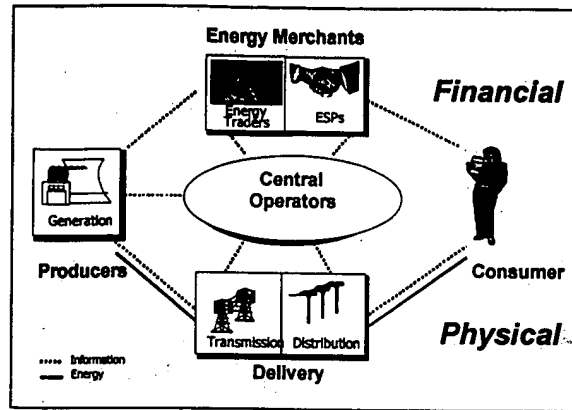 Energy Merchants
Energy
Traders
ESPs
Financial
Central
Operators
Generation
Producers
Consumer
Transmission
Distribution
Delivery
Physical
Information
Energy